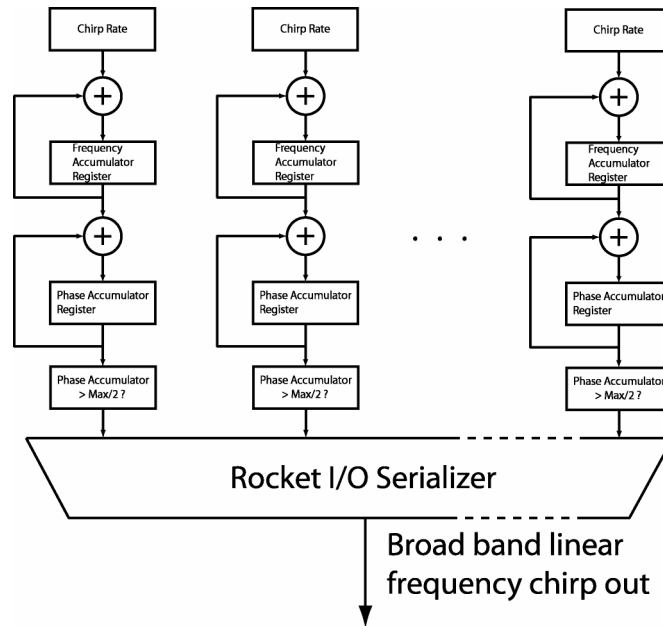 Chirp Rate
Chirp Rate
Chirp Rate
+
+
+
Frequency
Accumulator
Register
Frequency
Accumulator
Register
Frequency
Accumulator
Register
+
+
. . .
+
Phase Accumulator
Register
Phase Accumulator
Register
Phase Accumulator
Register
Phase Accumulator
> Max/2 ?
Phase Accumulator
> Max/2 ?
Phase Accumulator
> Max/2 ?
Rocket I/O Serializer
Broad band linear
frequency chirp out